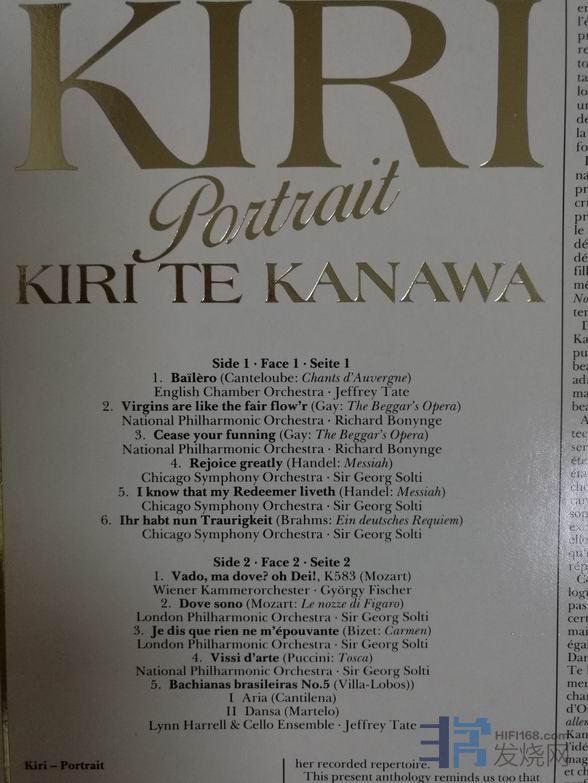 KIRI
Portrait
KIRI TE KANAWA
Side 1 · Face 1 · Seite 1
1. Baïlèro (Canteloube: Chants d'Auvergne)
English Chamber Orchestra · Jeffrey Tate
2. Virgins are like the fair flow'r (Gay: The Beggar's Opera)
National Philharmonic Orchestra · Richard Bonynge
3. Cease your funning (Gay: The Beggar's Opera)
National Philharmonic Orchestra · Richard Bonynge
4. Rejoice greatly (Handel: Messiah)
Chicago Symphony Orchestra · Sir Georg Solti
5. I know that my Redeemer liveth (Handel: Messiah)
Chicago Symphony Orchestra · Sir Georg Solti
6. Ihr habt nun Traurigkeit (Brahms: Ein deutsches Requiem)
Chicago Symphony Orchestra · Sir Georg Solti
Side 2 · Face 2 · Seite 2
1. Vado, ma dove? oh Dei!, K583 (Mozart)
Wiener Kammerorchester · György Fischer
2. Dove sono (Mozart: Le nozze di Figaro)
London Philharmonic Orchestra · Sir Georg Solti
3. Je dis que rien ne m'épouvante (Bizet: Carmen)
London Philharmonic Orchestra · Sir Georg Solti
4. Vissi d'arte (Puccini: Tosca)
National Philharmonic Orchestra · Sir Georg Solti
5. Bachianas brasileiras No.5 (Villa-Lobos))
I Aria (Cantilena)
II Dansa (Martelo)
Lynn Harrell & Cello Ensemble · Jeffrey Tate
HIFI168.com
发烧网
Kiri – Portrait
her recorded repertoire.
This present anthology reminds us too that